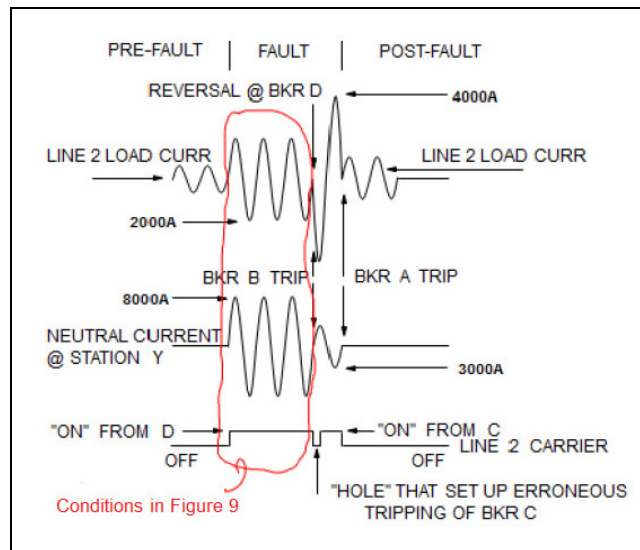 PRE-FAULT FAULT POST-FAULT
REVERSAL @ BKR D
4000A
LINE 2 LOAD CURR
LINE 2 LOAD CURR
2000A
BKR B TRIP
BKR A TRIP
8000A
NEUTRAL CURRENT
@ STATION Y
3000A
"ON" FROM D
"ON" FROM C
OFF
OFF
LINE 2 CARRIER
"HOLE" THAT SET UP ERRONEOUS
TRIPPING OF BKR C
Conditions in Figure 9